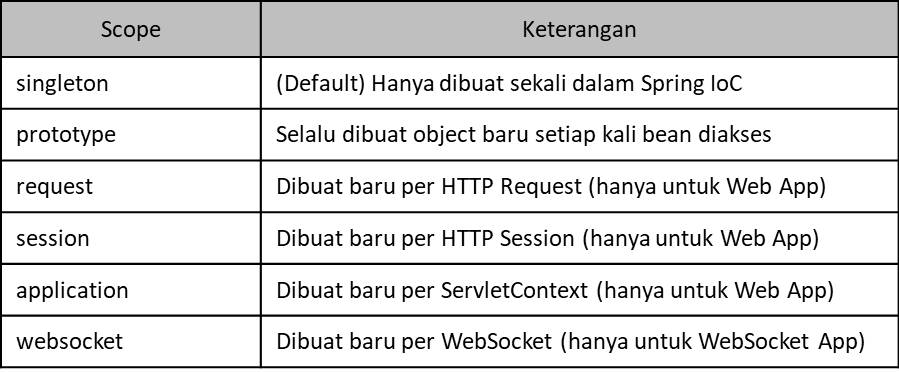 Scope Keterangan
singleton (Default) Hanya dibuat sekali dalam Spring IoC
prototype Selalu dibuat object baru setiap kali bean diakses
request Dibuat baru per HTTP Request (hanya untuk Web App)
session Dibuat baru per HTTP Session (hanya untuk Web App)
application Dibuat baru per ServletContext (hanya untuk Web App)
websocket Dibuat baru per WebSocket (hanya untuk WebSocket App)